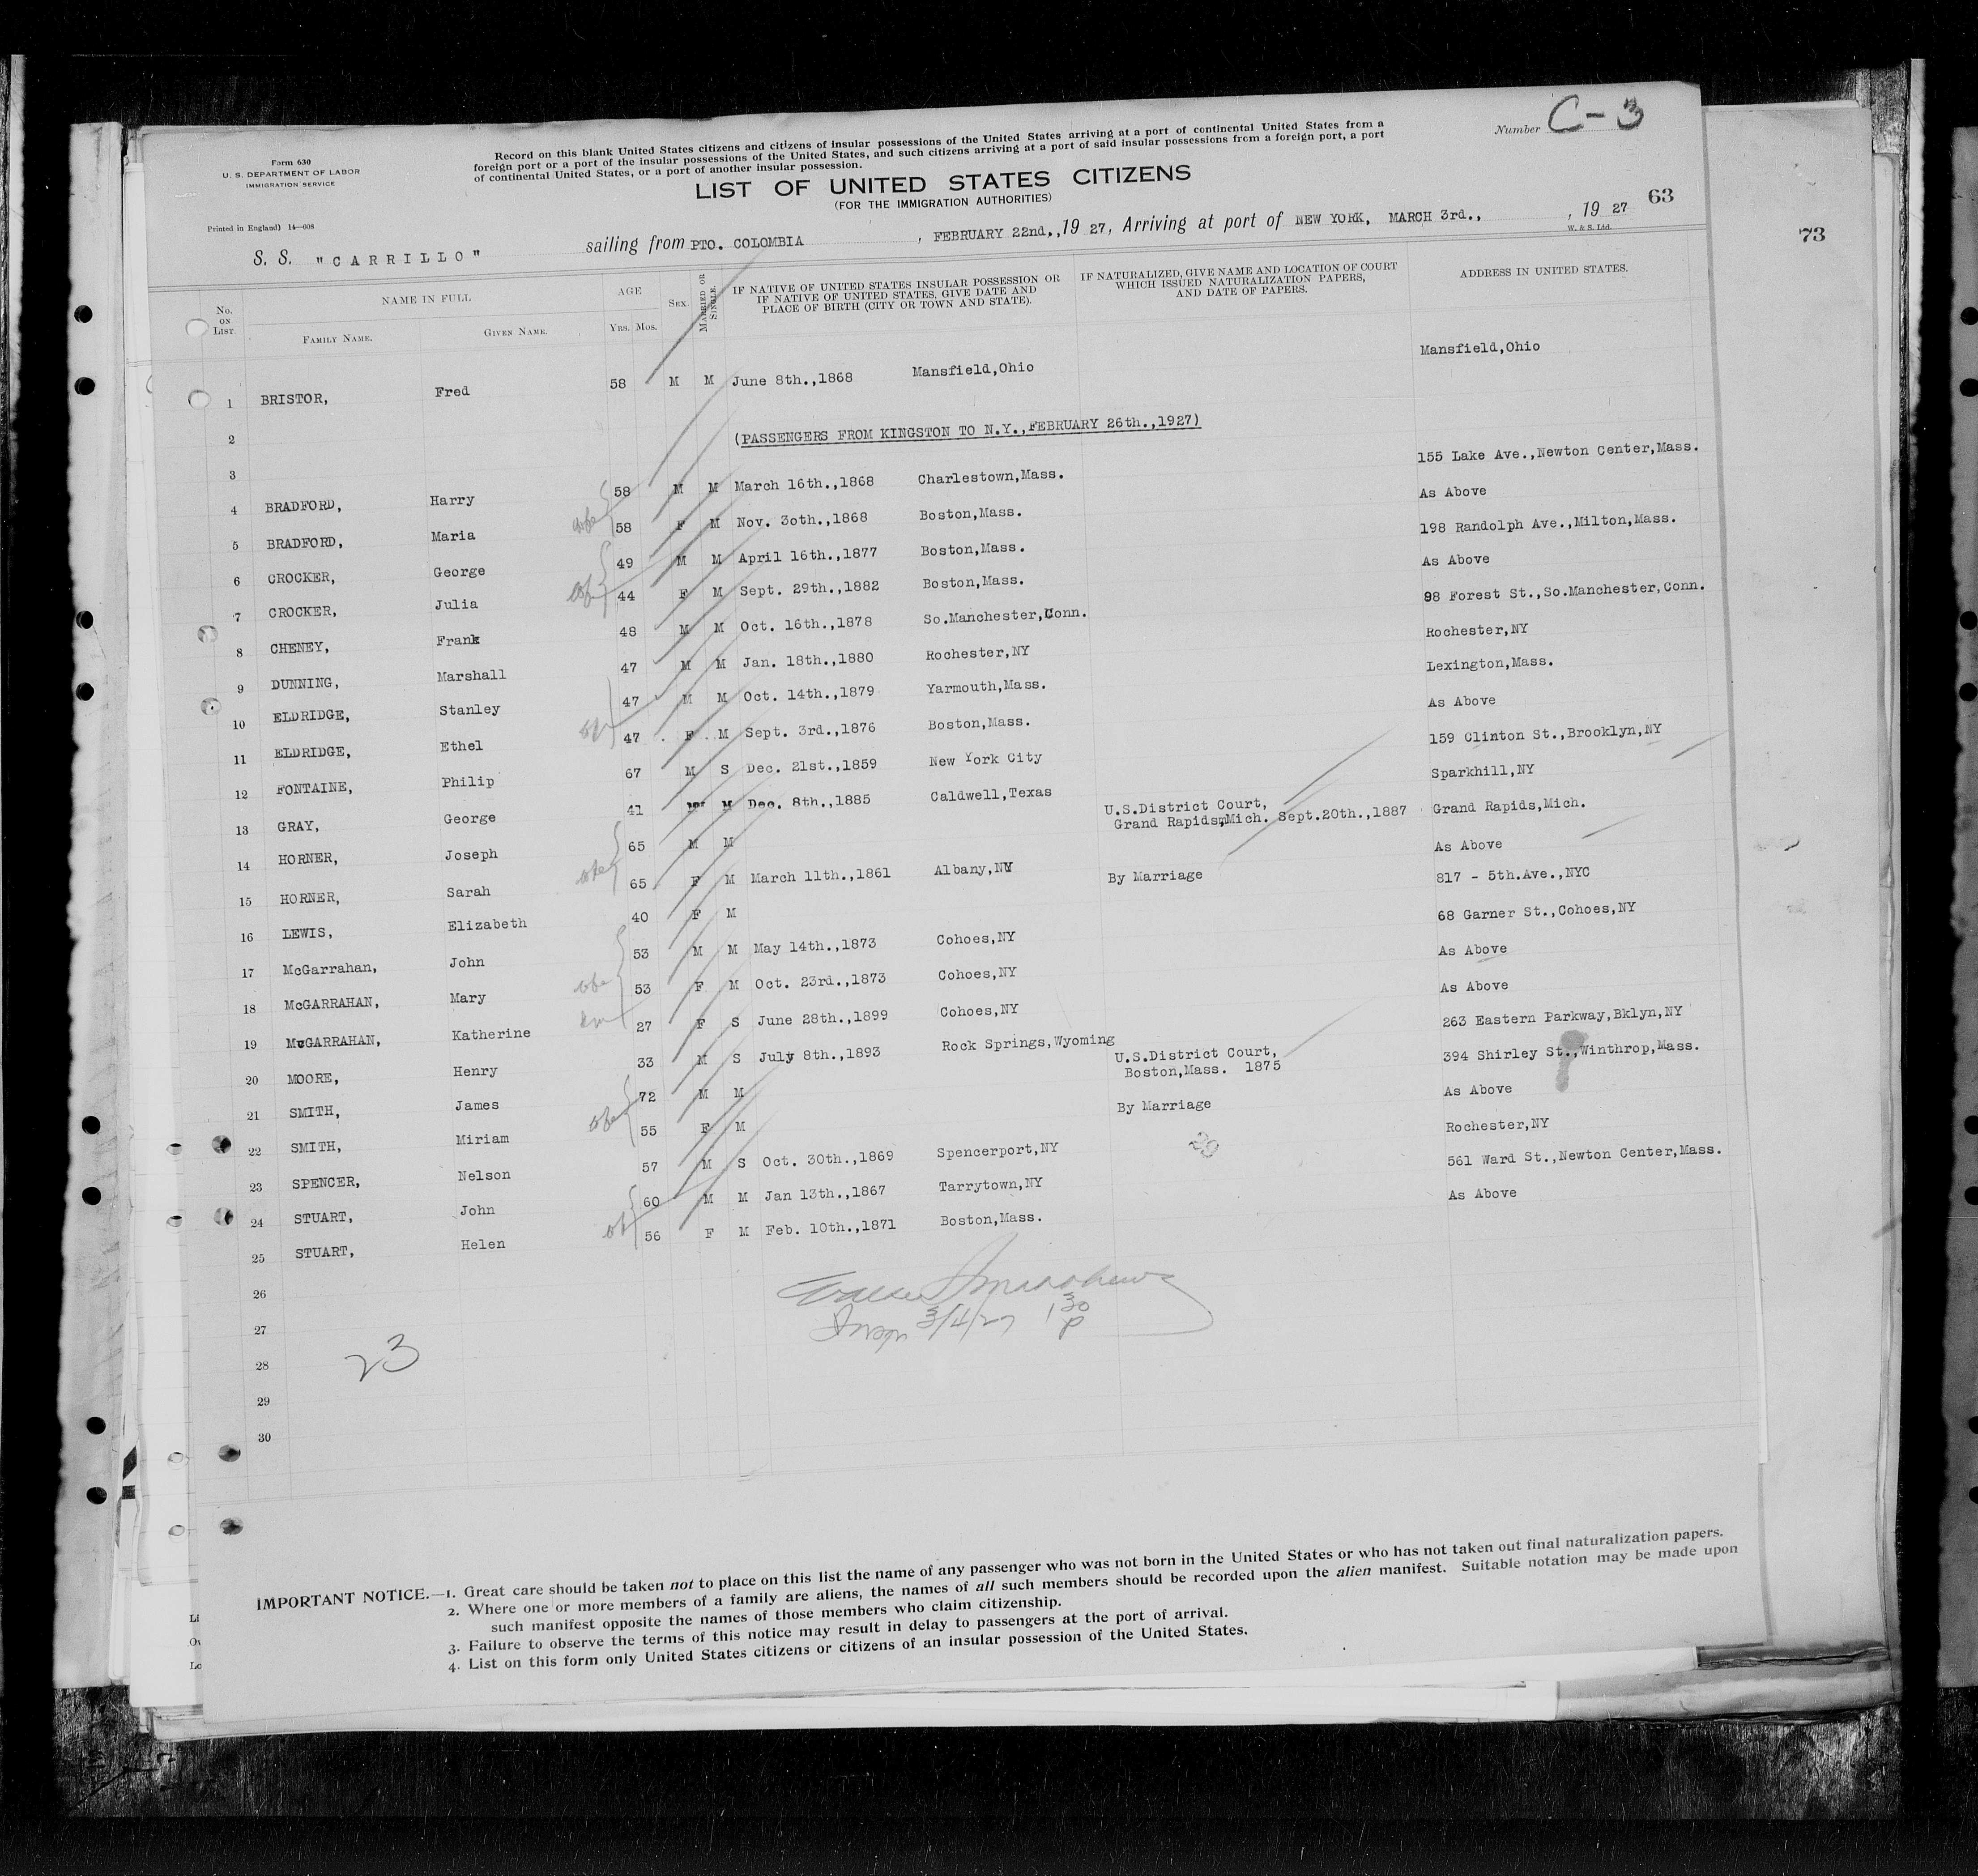 Form 630
U. S. DEPARTMENT OF LABOR
IMMIGRATION SERVICE
Printed in England) 14—608
Record on this blank United States citizens and citizens of insular possessions of the United States arriving at a port of continental United States from a
foreign port or a port of the insular possessions of the United States, and such citizens arriving at a port of said insular possessions from a foreign port, a port
of continental United States, or a port of another insular possession.
Number C-3
LIST OF UNITED STATES CITIZENS
(FOR THE IMMIGRATION AUTHORITIES)
63
73
S. S. "CARRILLO" sailing from PTO. COLOMBIA , FEBRUARY 22nd., 19 27, Arriving at port of NEW YORK, MARCH 3rd., , 19 27
W. & S. Ltd.
No. ON LIST. NAME IN FULL AGE SEX. MARRIED OR SINGLE. IF NATIVE OF UNITED STATES INSULAR POSSESSION OR IF NATIVE OF UNITED STATES, GIVE DATE AND PLACE OF BIRTH (CITY OR TOWN AND STATE). IF NATURALIZED, GIVE NAME AND LOCATION OF COURT WHICH ISSUED NATURALIZATION PAPERS, AND DATE OF PAPERS. ADDRESS IN UNITED STATES.
FAMILY NAME. GIVEN NAME. YRS. MOS.
1 BRISTOR, Fred 58 M M June 8th.,1868 Mansfield,Ohio Mansfield,Ohio
2 (PASSENGERS FROM KINGSTON TO N.Y.,FEBRUARY 26th.,1927)
3
4 BRADFORD, Harry 58 M M March 16th.,1868 Charlestown,Mass. 155 Lake Ave.,Newton Center,Mass.
5 BRADFORD, Maria 58 F M Nov. 3oth.,1868 Boston,Mass. As Above
6 CROCKER, George 49 M M April 16th.,1877 Boston,Mass. 198 Randolph Ave.,Milton,Mass.
7 CROCKER, Julia 44 F M Sept. 29th.,1882 Boston,Mass. As Above
8 CHENEY, Frank 48 M M Oct. 16th.,1878 So.Manchester,Conn. 98 Forest St.,So.Manchester,Conn.
9 DUNNING, Marshall 47 M M Jan. 18th.,1880 Rochester,NY Rochester,NY
10 ELDRIDGE, Stanley 47 M M Oct. 14th.,1879 Yarmouth,Mass. Lexington,Mass.
11 ELDRIDGE, Ethel 47 F M Sept. 3rd.,1876 Boston,Mass. As Above
12 FONTAINE, Philip 67 M S Dec. 21st.,1859 New York City 159 Clinton St.,Brooklyn,NY
13 GRAY, George 41 M M Dec. 8th.,1885 Caldwell,Texas Sparkhill,NY
14 HORNER, Joseph 65 M M U.S.District Court, Grand Rapids,Mich. Sept.20th.,1887 Grand Rapids,Mich.
15 HORNER, Sarah 65 F M March 11th.,1861 Albany,NY As Above
16 LEWIS, Elizabeth 40 F M By Marriage 817 - 5th.Ave.,NYC
17 McGarrahan, John 53 M M May 14th.,1873 Cohoes,NY 68 Garner St.,Cohoes,NY
18 McGARRAHAN, Mary 53 F M Oct. 23rd.,1873 Cohoes,NY As Above
19 McGARRAHAN, Katherine 27 F S June 28th.,1899 Cohoes,NY As Above
20 MOORE, Henry 33 M S July 8th.,1893 Rock Springs,Wyoming 263 Eastern Parkway,Bklyn,NY
21 SMITH, James 72 M M U.S.District Court, Boston,Mass. 1875 394 Shirley St.,Winthrop,Mass.
22 SMITH, Miriam 55 F M By Marriage As Above
23 SPENCER, Nelson 57 M S Oct. 30th.,1869 Spencerport,NY Rochester,NY
24 STUART, John 60 M M Jan 13th.,1867 Tarrytown,NY 561 Ward St.,Newton Center,Mass.
25 STUART, Helen 56 F M Feb. 10th.,1871 Boston,Mass. As Above
26
27
3/4/27 1 30 P
28
23
29
30
IMPORTANT NOTICE.—1. Great care should be taken not to place on this list the name of any passenger who was not born in the United States or who has not taken out final naturalization papers.
2. Where one or more members of a family are aliens, the names of all such members should be recorded upon the alien manifest. Suitable notation may be made upon
such manifest opposite the names of those members who claim citizenship.
3. Failure to observe the terms of this notice may result in delay to passengers at the port of arrival.
4. List on this form only United States citizens or citizens of an insular possession of the United States.